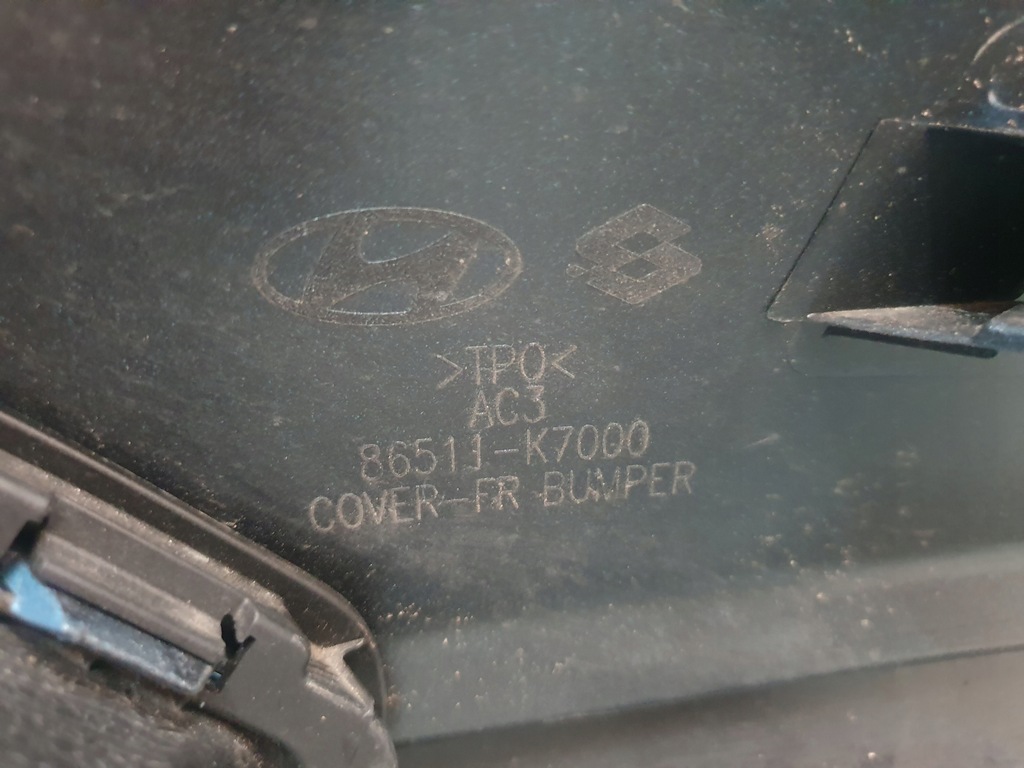 >TPO<
AC3
86511-K7000
COVER-FR BUMPER